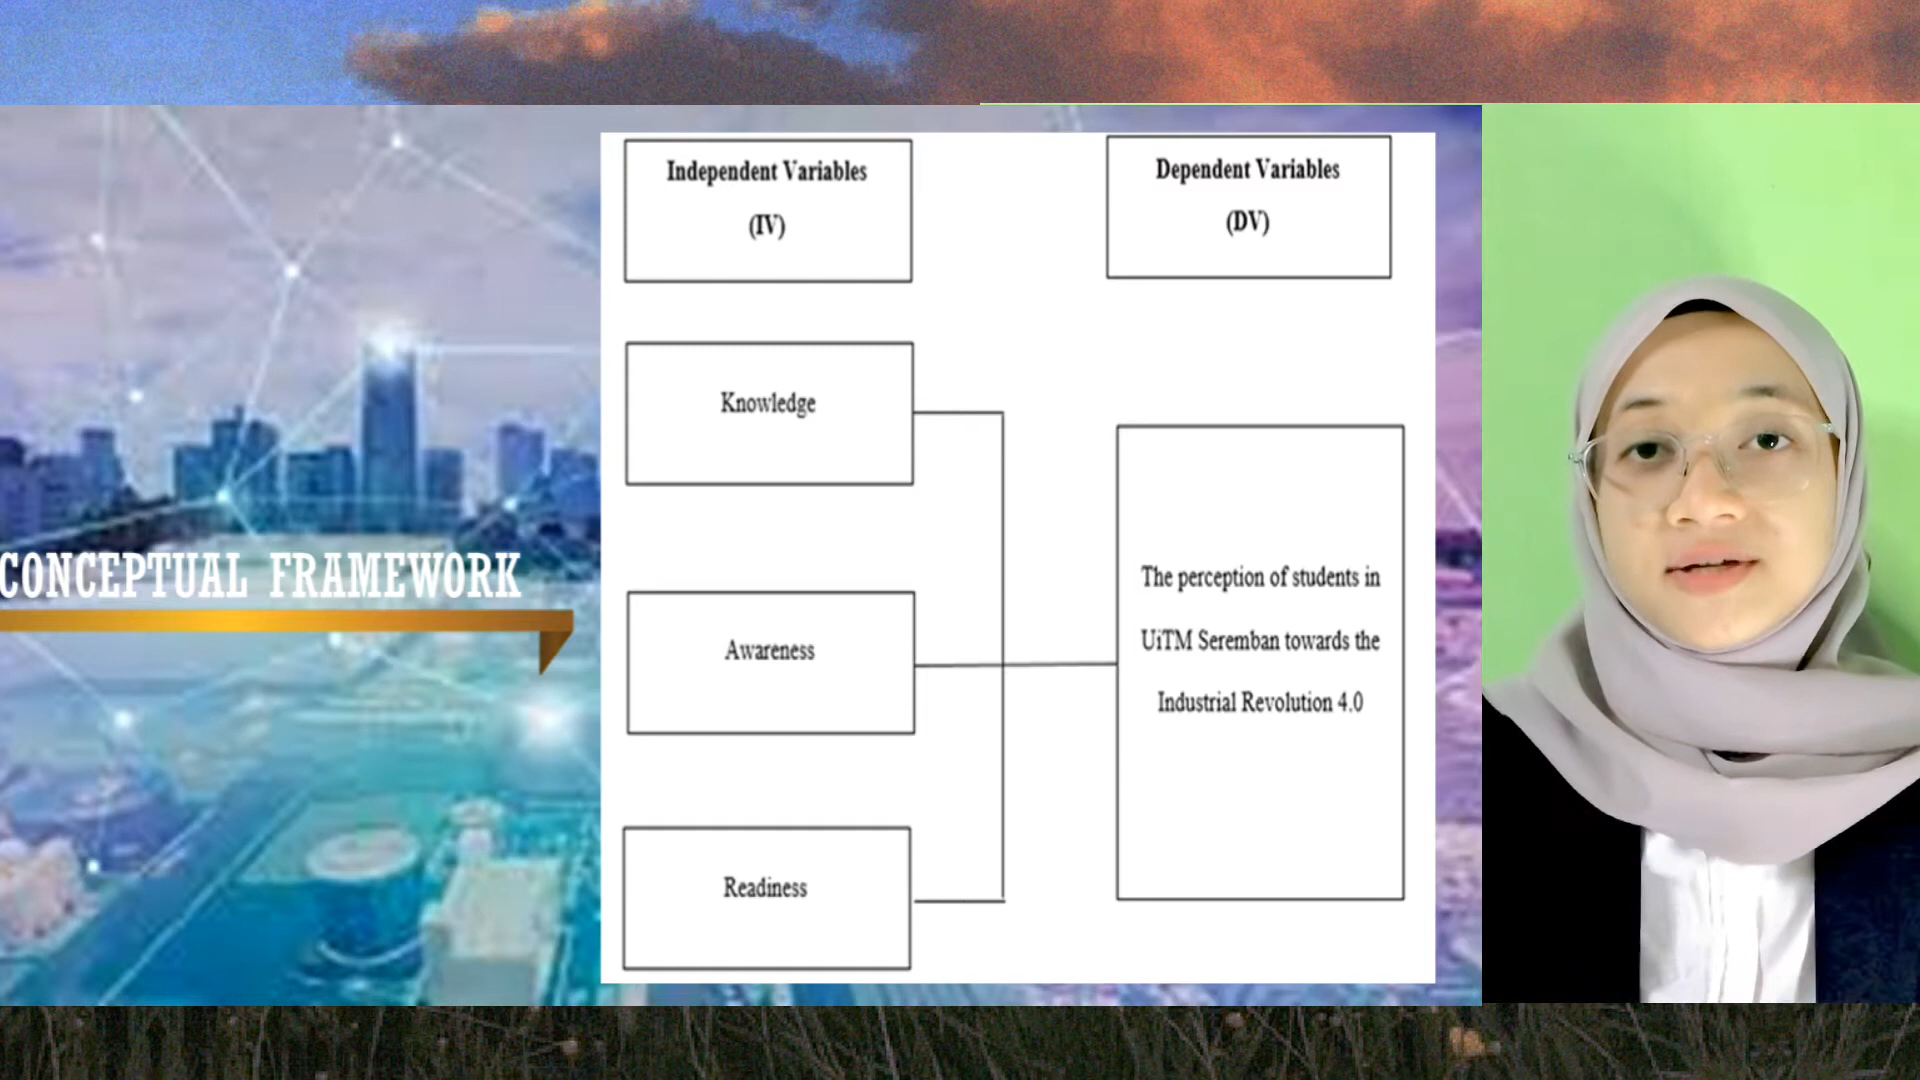 CONCEPTUAL FRAMEWORK
Independent Variables
(IV)
Dependent Variables
(DV)
Knowledge
Awareness
Readiness
The perception of students in
UiTM Seremban towards the
Industrial Revolution 4.0